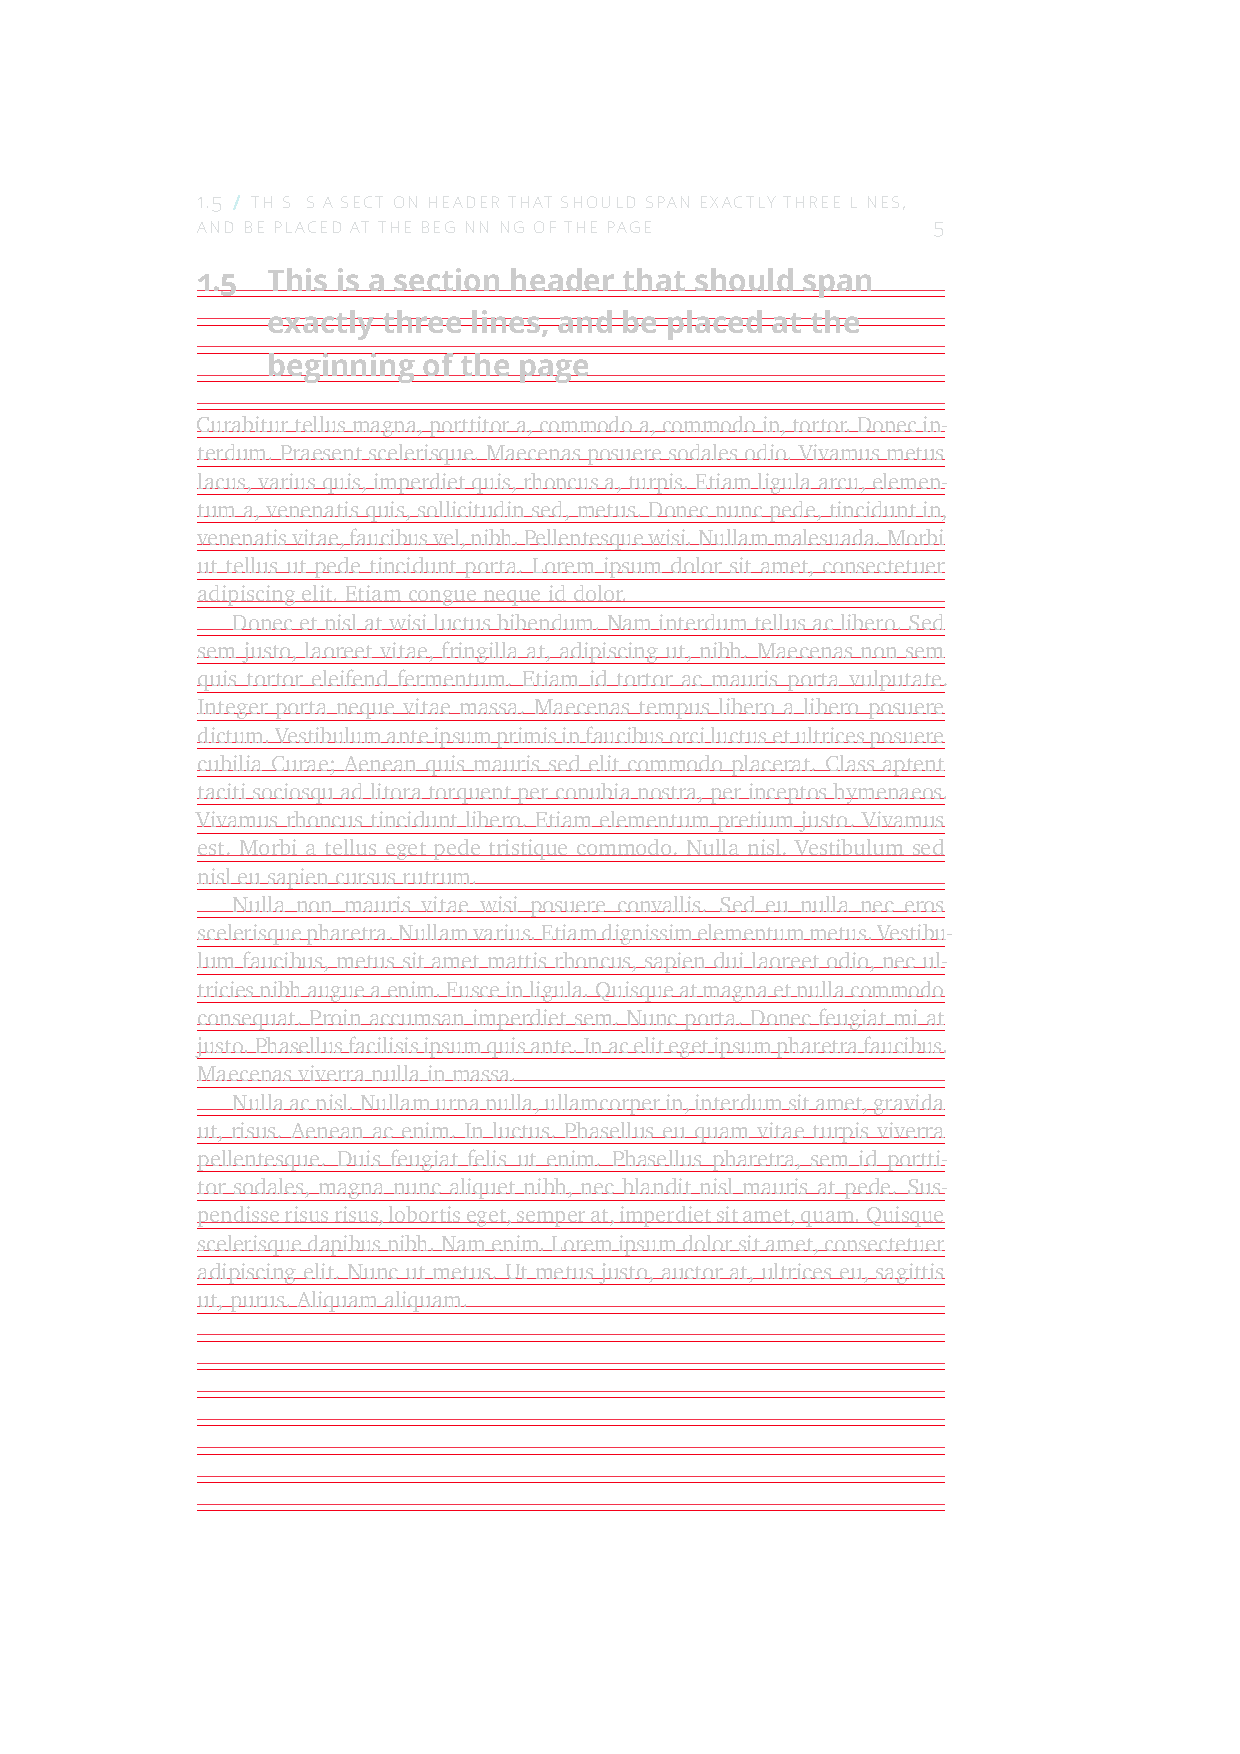 1.5 / TH S S A SECT ON HEADER THAT SHOULD SPAN EXACTLY THREE L NES,
AND BE PLACED AT THE BEG NN NG OF THE PAGE 5
1.5 This is a section header that should span
exactly three lines, and be placed at the
beginning of the page
Curabitur tellus magna, porttitor a, commodo a, commodo in, tortor. Donec in-
terdum. Praesent scelerisque. Maecenas posuere sodales odio. Vivamus metus
lacus, varius quis, imperdiet quis, rhoncus a, turpis. Etiam ligula arcu, elemen-
tum a, venenatis quis, sollicitudin sed, metus. Donec nunc pede, tincidunt in,
venenatis vitae, faucibus vel, nibh. Pellentesque wisi. Nullam malesuada. Morbi
ut tellus ut pede tincidunt porta. Lorem ipsum dolor sit amet, consectetuer
adipiscing elit. Etiam congue neque id dolor.
Donec et nisl at wisi luctus bibendum. Nam interdum tellus ac libero. Sed
sem justo, laoreet vitae, fringilla at, adipiscing ut, nibh. Maecenas non sem
quis tortor eleifend fermentum. Etiam id tortor ac mauris porta vulputate.
Integer porta neque vitae massa. Maecenas tempus libero a libero posuere
dictum. Vestibulum ante ipsum primis in faucibus orci luctus et ultrices posuere
cubilia Curae; Aenean quis mauris sed elit commodo placerat. Class aptent
taciti sociosqu ad litora torquent per conubia nostra, per inceptos hymenaeos.
Vivamus rhoncus tincidunt libero. Etiam elementum pretium justo. Vivamus
est. Morbi a tellus eget pede tristique commodo. Nulla nisl. Vestibulum sed
nisl eu sapien cursus rutrum.
Nulla non mauris vitae wisi posuere convallis. Sed eu nulla nec eros
scelerisque pharetra. Nullam varius. Etiam dignissim elementum metus. Vestibu-
lum faucibus, metus sit amet mattis rhoncus, sapien dui laoreet odio, nec ul-
tricies nibh augue a enim. Fusce in ligula. Quisque at magna et nulla commodo
consequat. Proin accumsan imperdiet sem. Nunc porta. Donec feugiat mi at
justo. Phasellus facilisis ipsum quis ante. In ac elit eget ipsum pharetra faucibus.
Maecenas viverra nulla in massa.
Nulla ac nisl. Nullam urna nulla, ullamcorper in, interdum sit amet, gravida
ut, risus. Aenean ac enim. In luctus. Phasellus eu quam vitae turpis viverra
pellentesque. Duis feugiat felis ut enim. Phasellus pharetra, sem id portti-
tor sodales, magna nunc aliquet nibh, nec blandit nisl mauris at pede. Sus-
pendisse risus risus, lobortis eget, semper at, imperdiet sit amet, quam. Quisque
scelerisque dapibus nibh. Nam enim. Lorem ipsum dolor sit amet, consectetuer
adipiscing elit. Nunc ut metus. Ut metus justo, auctor at, ultrices eu, sagittis
ut, purus. Aliquam aliquam.